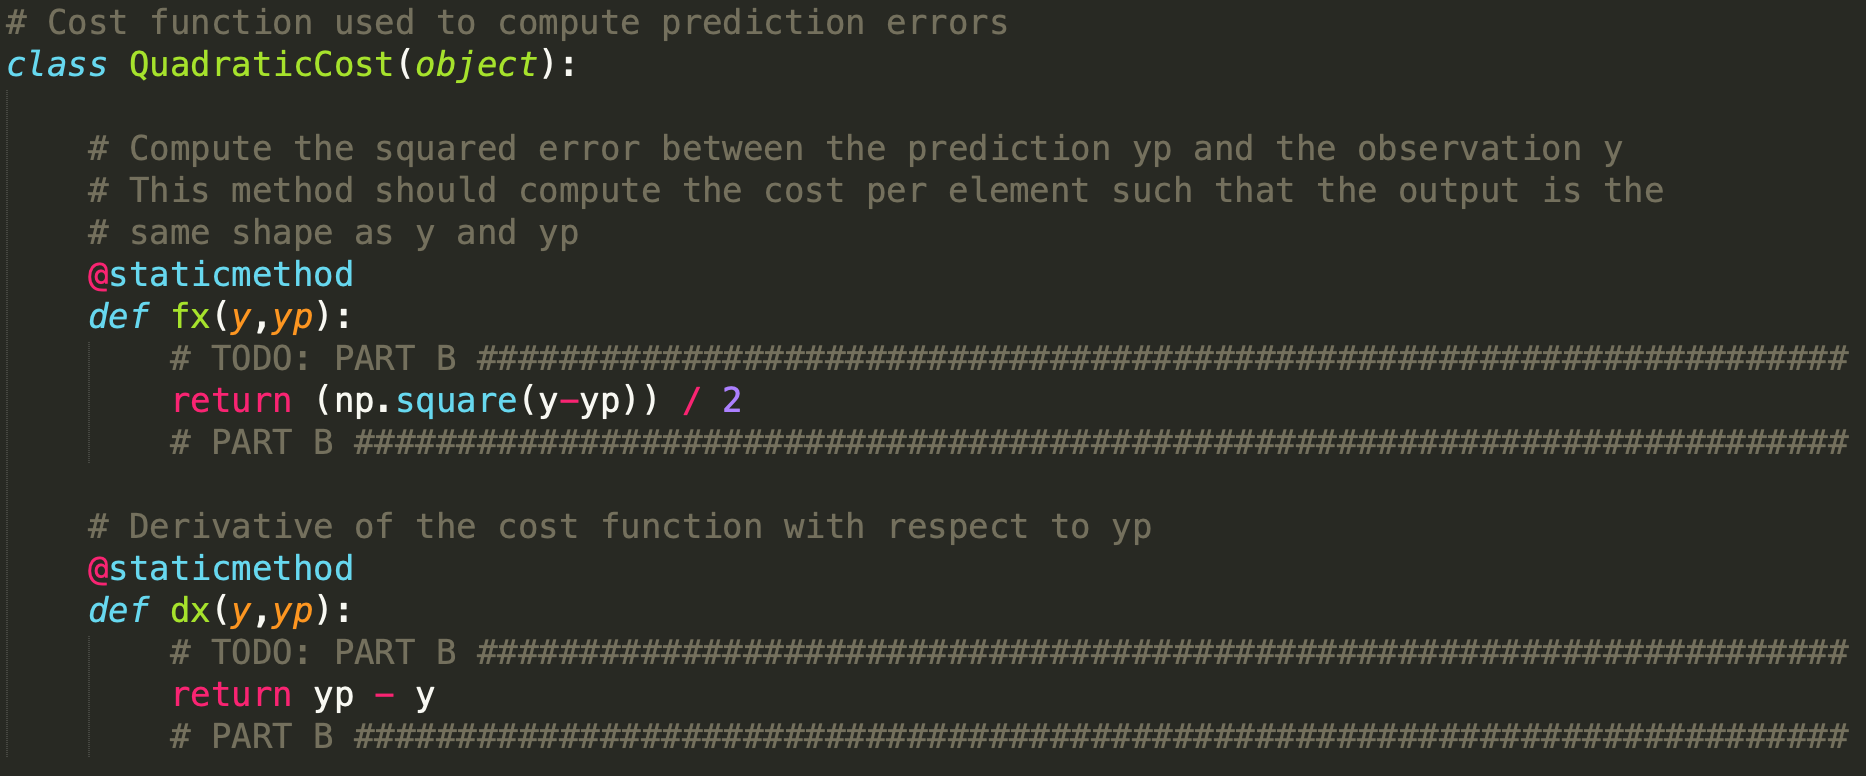 # Cost function used to compute prediction errors
class QuadraticCost(object):
# Compute the squared error between the prediction yp and the observation y
# This method should compute the cost per element such that the output is the
# same shape as y and yp
@staticmethod
def fx(y,yp):
# TODO: PART B ###################################################################
return (np.square(y-yp)) / 2
# PART B #########################################################################
# Derivative of the cost function with respect to yp
@staticmethod
def dx(y,yp):
# TODO: PART B ###################################################################
return yp - y
# PART B #########################################################################